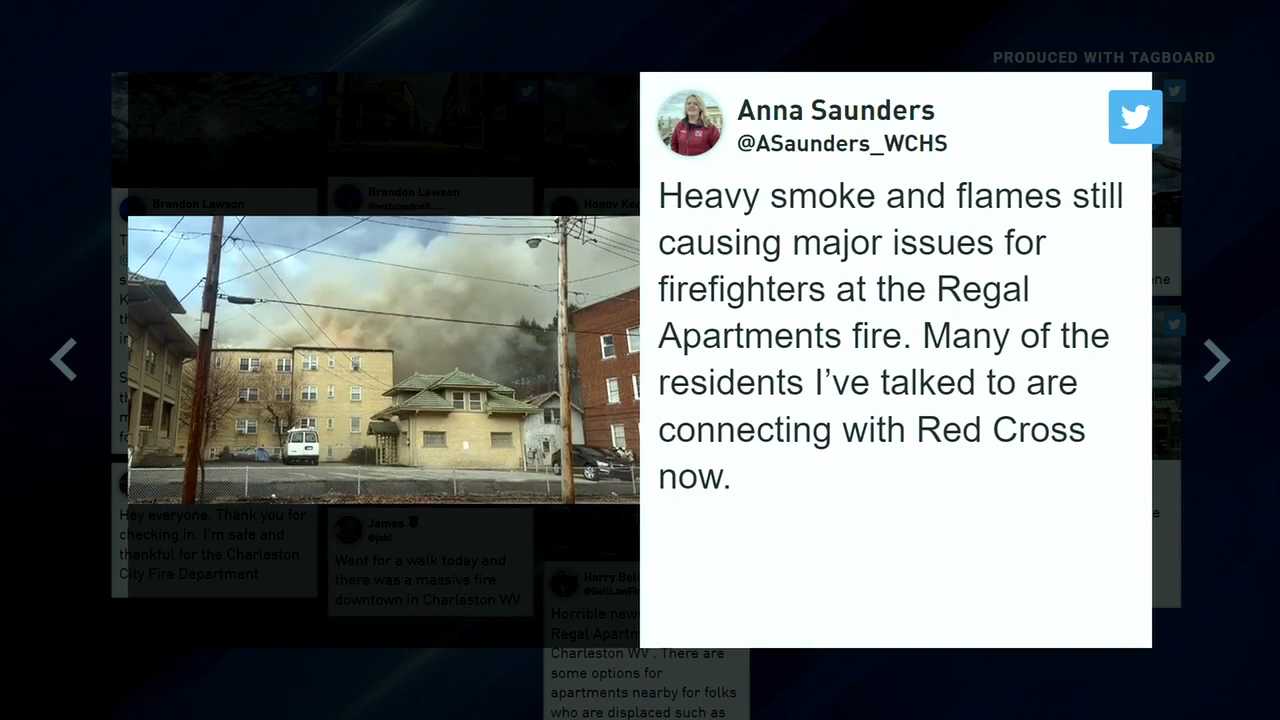 PRODUCED WITH TAGBOARD
Anna Saunders
@ASaunders_WCHS
Heavy smoke and flames still
causing major issues for
firefighters at the Regal
Apartments fire. Many of the
residents I’ve talked to are
connecting with Red Cross
now.
Brandon Lawson
Brandon Lawson
Hey everyone. Thank you for
checking in. I'm safe and
thankful for the Charleston
City Fire Department
James
@jakl
Want for a walk today and
there was a massive fire
downtown in Charleston WV
Harry
Horrible
Regal
Charleston WV. There are
some options for
apartments nearby for folks
who are displaced such as